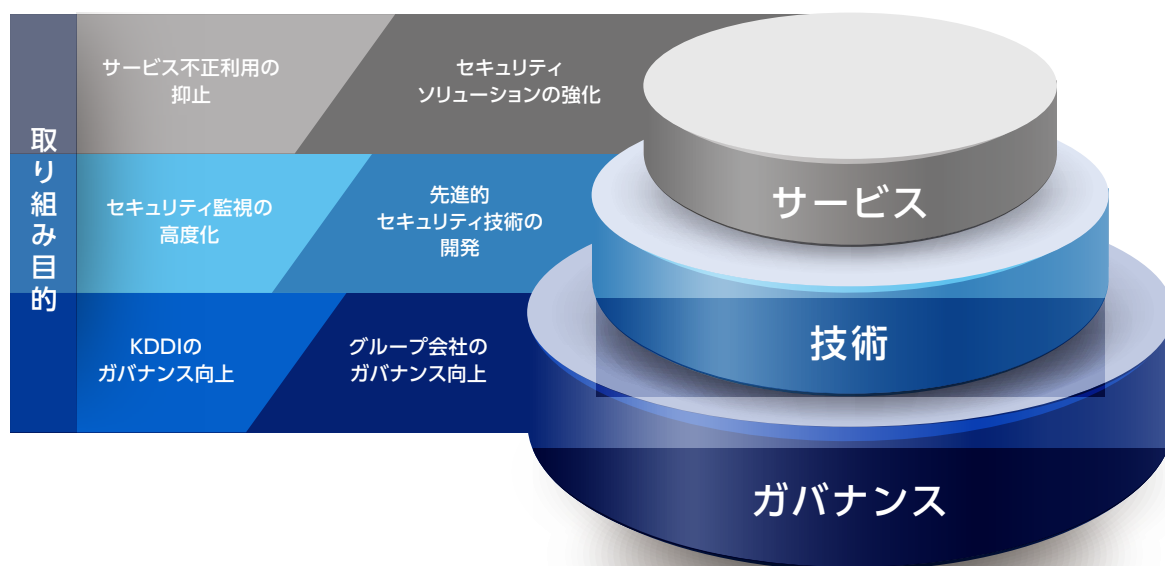 取り組み目的
サービス不正利用の
抑止
セキュリティ
ソリューションの強化
サービス
セキュリティ監視の
高度化
先進的
セキュリティ技術の
開発
技術
KDDIの
ガバナンス向上
グループ会社の
ガバナンス向上
ガバナンス